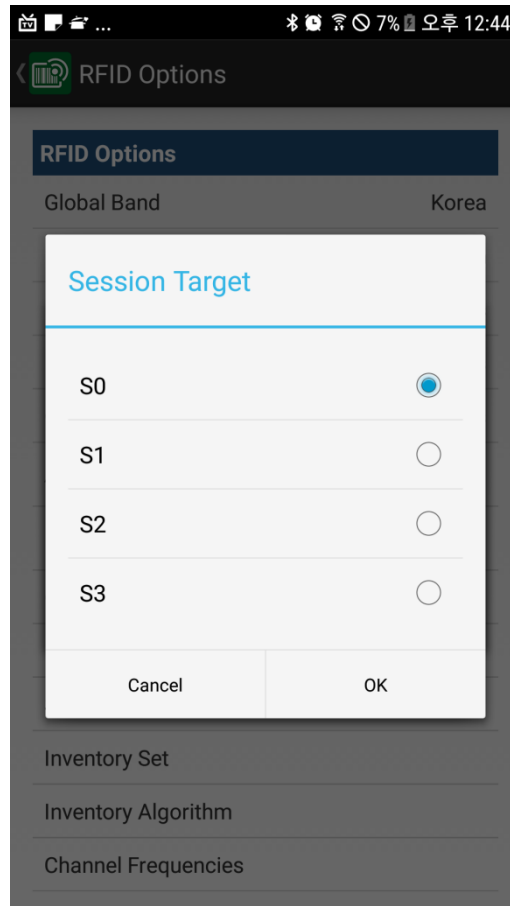 ... 7% 오후 12:44
RFID Options
RFID Options
Global Band Korea
Session Target
S0
S1
S2
S3
Cancel OK
Inventory Set
Inventory Algorithm
Channel Frequencies